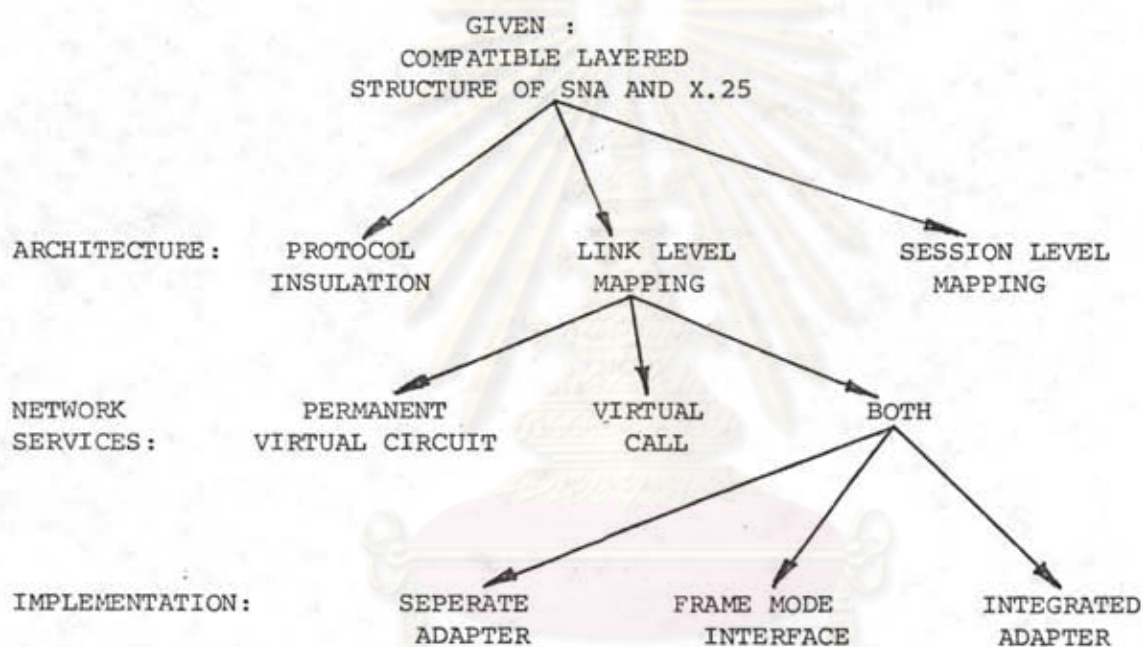 GIVEN :
COMPATIBLE LAYERED
STRUCTURE OF SNA AND X.25
ARCHITECTURE: PROTOCOL LINK LEVEL SESSION LEVEL
INSULATION MAPPING MAPPING
NETWORK PERMANENT VIRTUAL BOTH
SERVICES: VIRTUAL CIRCUIT CALL
IMPLEMENTATION: SEPERATE FRAME MODE INTEGRATED
ADAPTER INTERFACE ADAPTER